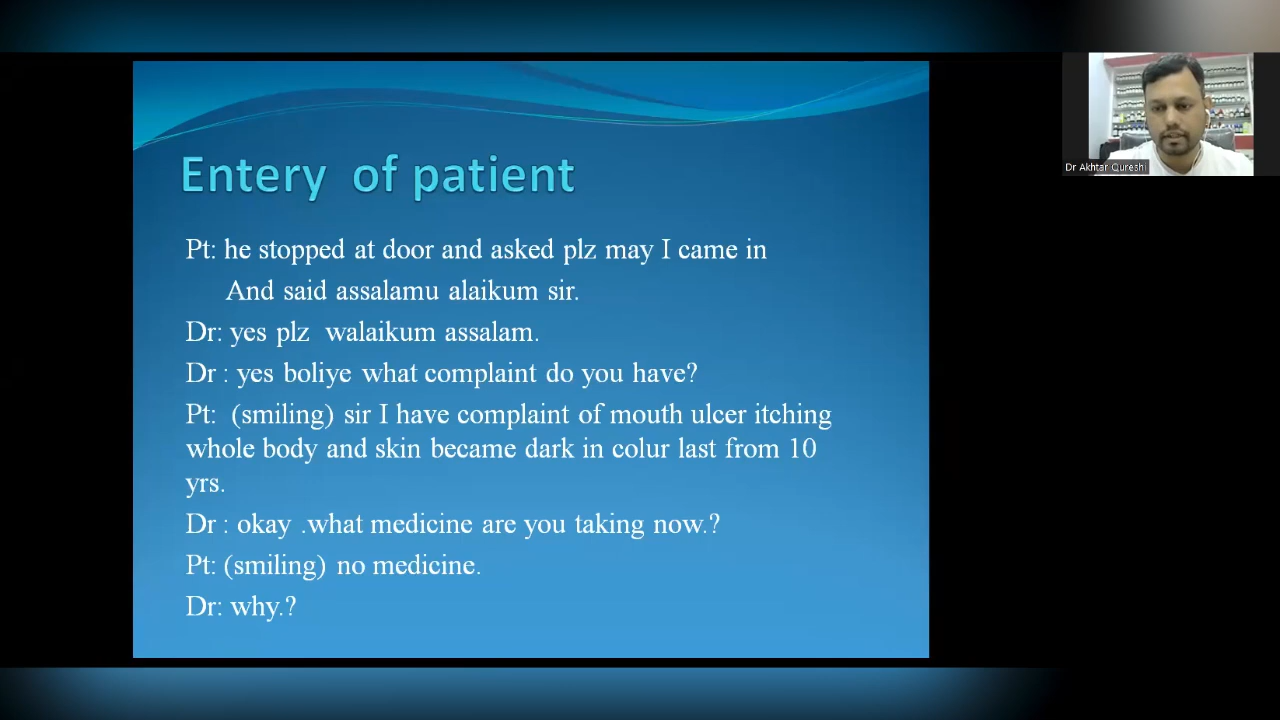 Entery of patient
Pt: he stopped at door and asked plz may I came in
And said assalamu alaikum sir.
Dr: yes plz walaikum assalam.
Dr : yes boliye what complaint do you have?
Pt: (smiling) sir I have complaint of mouth ulcer itching
whole body and skin became dark in colur last from 10
yrs.
Dr : okay .what medicine are you taking now.?
Pt: (smiling) no medicine.
Dr: why.?
Dr Akhtar Qureshi